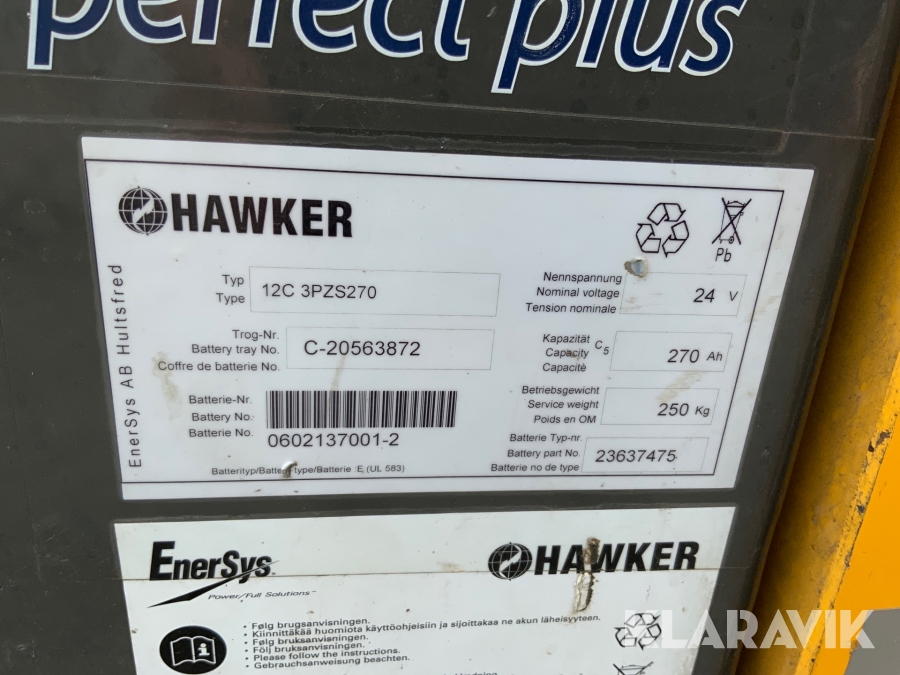 perfect plus
HAWKER
Pb
EnerSys AB Hultsfred
Typ
Type
12C 3PZS270
Nennspannung
Nominal voltage
Tension nominale
24 V
Trog-Nr.
Battery tray No.
Coffre de batterie No.
C-20563872
Kapazität
Capacity
Capacité
C5
270 Ah
Batterie-Nr.
Battery No.
Batterie No.
0602137001-2
Betriebsgewicht
Service weight
Poids en OM
250 Kg
Batterie Typ-nr.
Battery part No.
Batterie no de type
23637475
Batterityp/Battery type/Batterie E, (UL 583)
EnerSys
Power/Full Solutions™
HAWKER
• Følg brugsanvisningen.
• Kiinnittäkää huomiota käyttöohjeisiin ja sijoittakaa ne akun läheisyyteen.
• Følg bruksanvisningen.
• Följ bruksanvisningen.
• Please follow the instructions.
• Gebrauchsanweisung beachten.
KLARAVIK